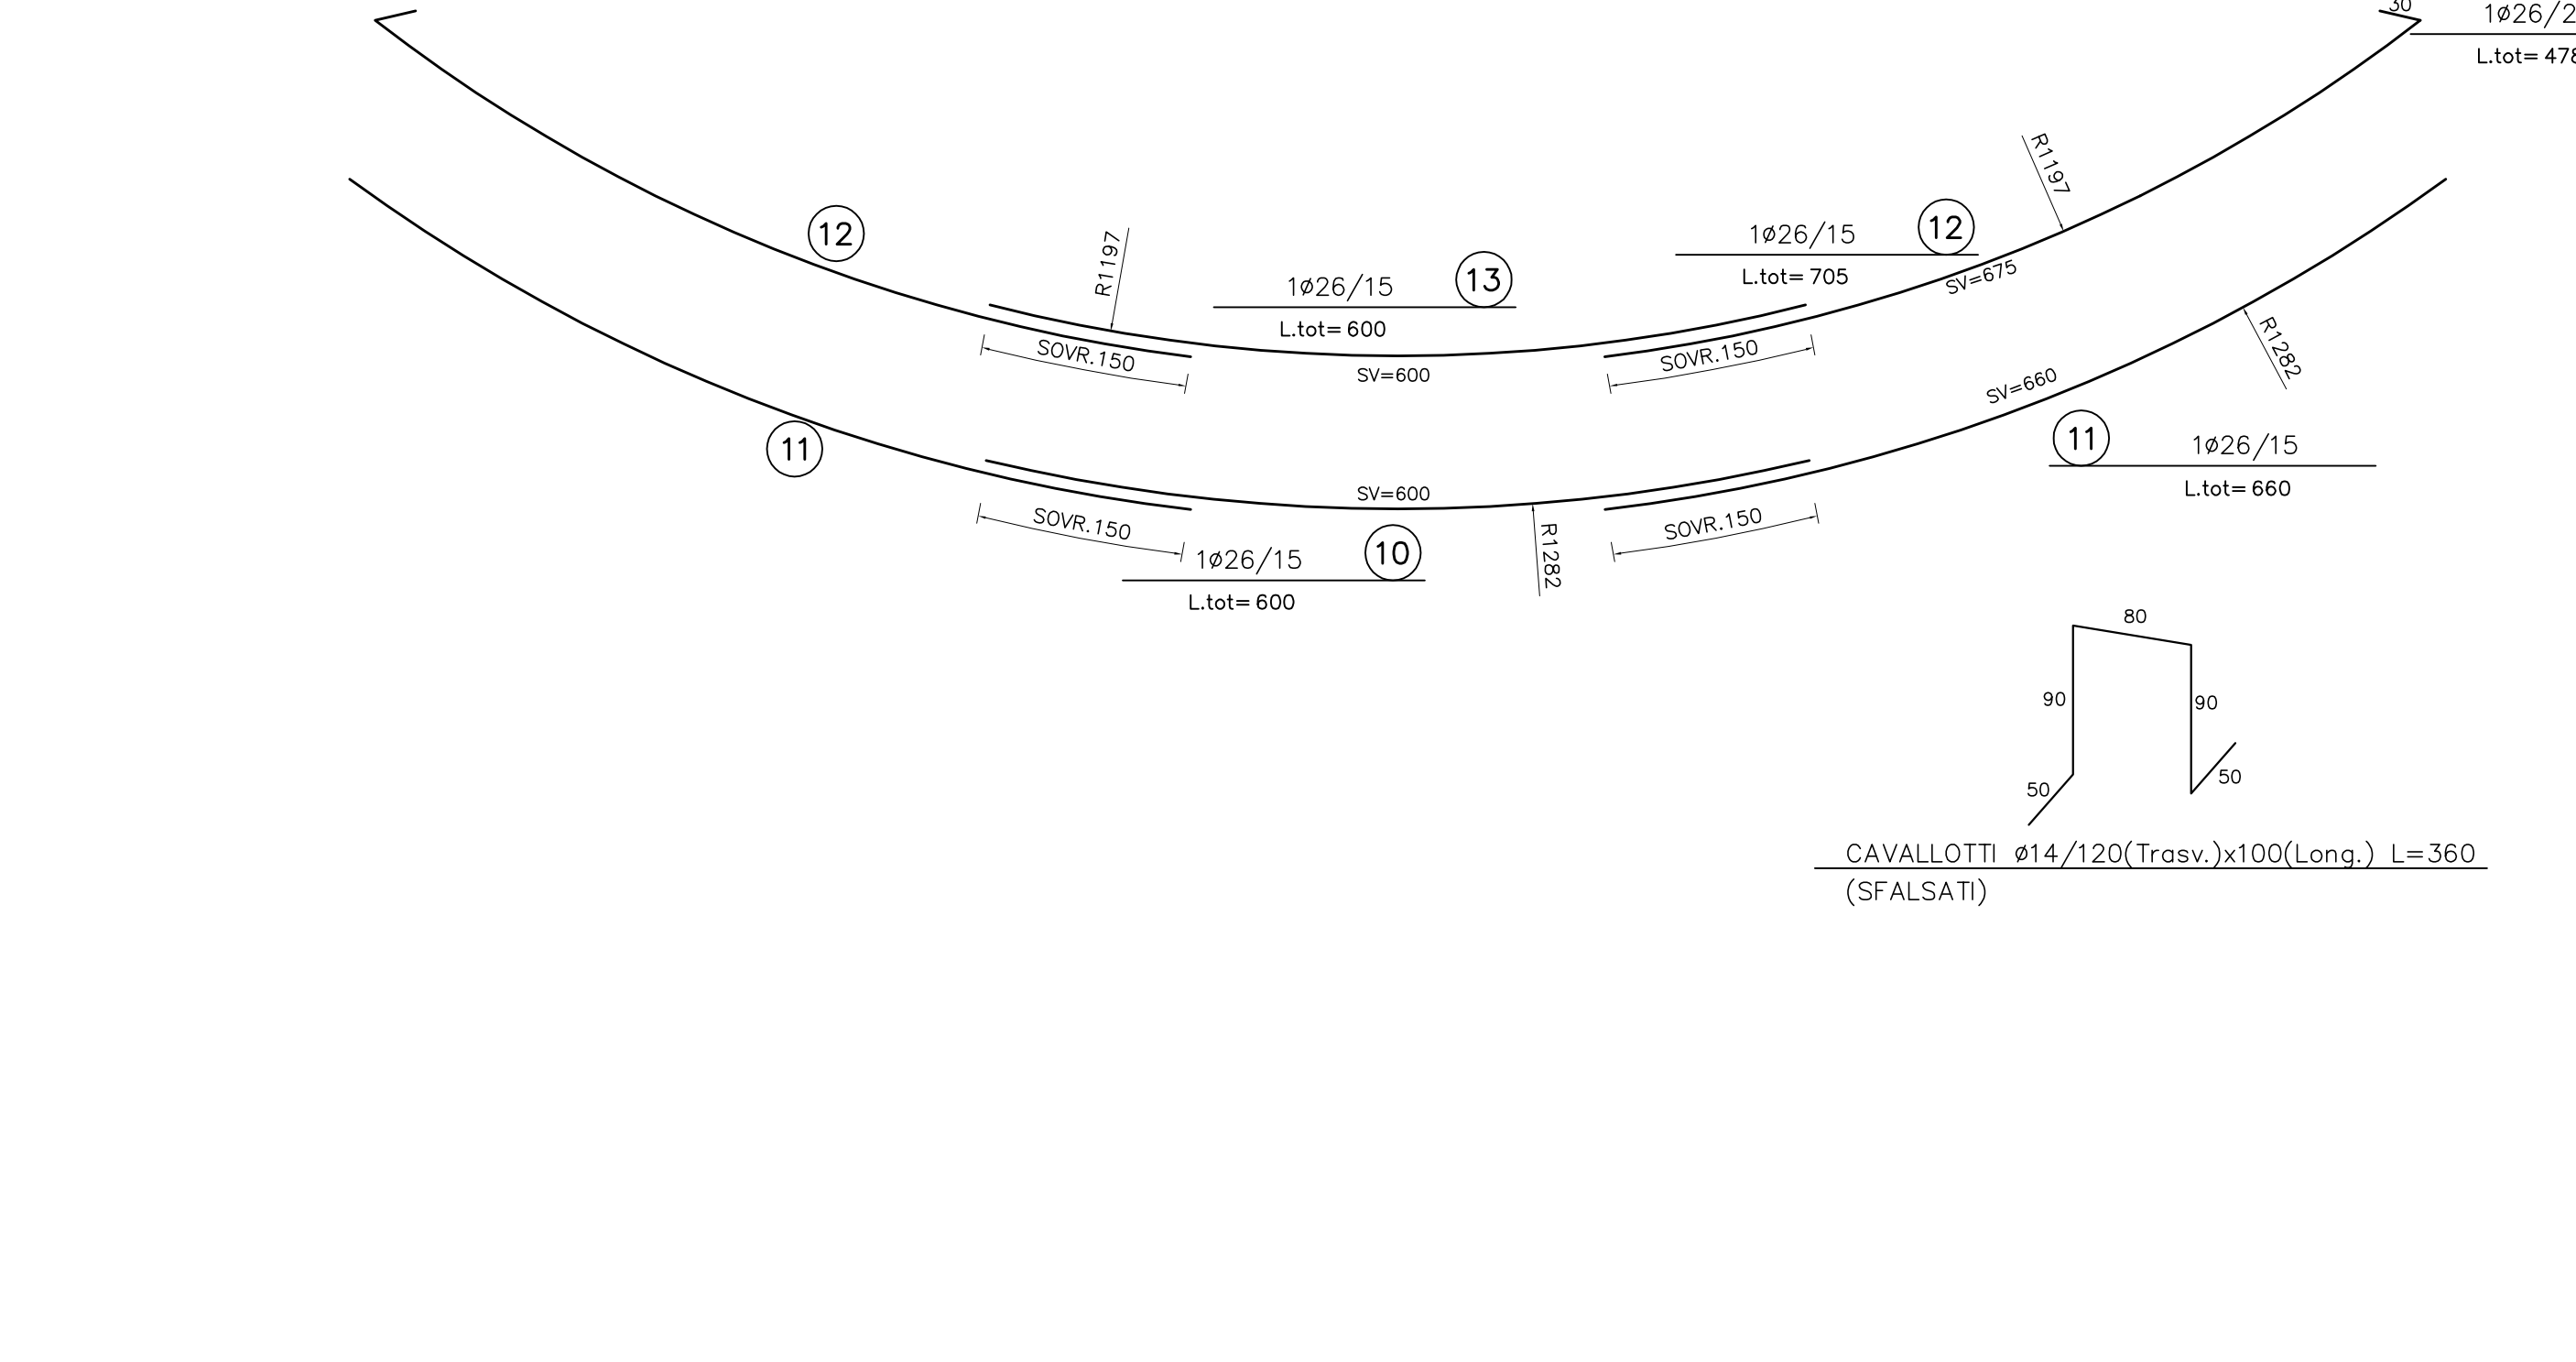 30
1ø26/2
L.tot= 478
R1197
12
R1197
1ø26/15 12
L.tot= 705
1ø26/15 13
L.tot= 600
SV=675
SOVR.150
SV=600
SOVR.150
R1282
SV=660
11
11 1ø26/15
L.tot= 660
SV=600
SOVR.150
SOVR.150
R1282
1ø26/15 10
L.tot= 600
80
90
90
50
50
CAVALLOTTI ø14/120(Trasv.)x100(Long.) L=360
(SFALSATI)